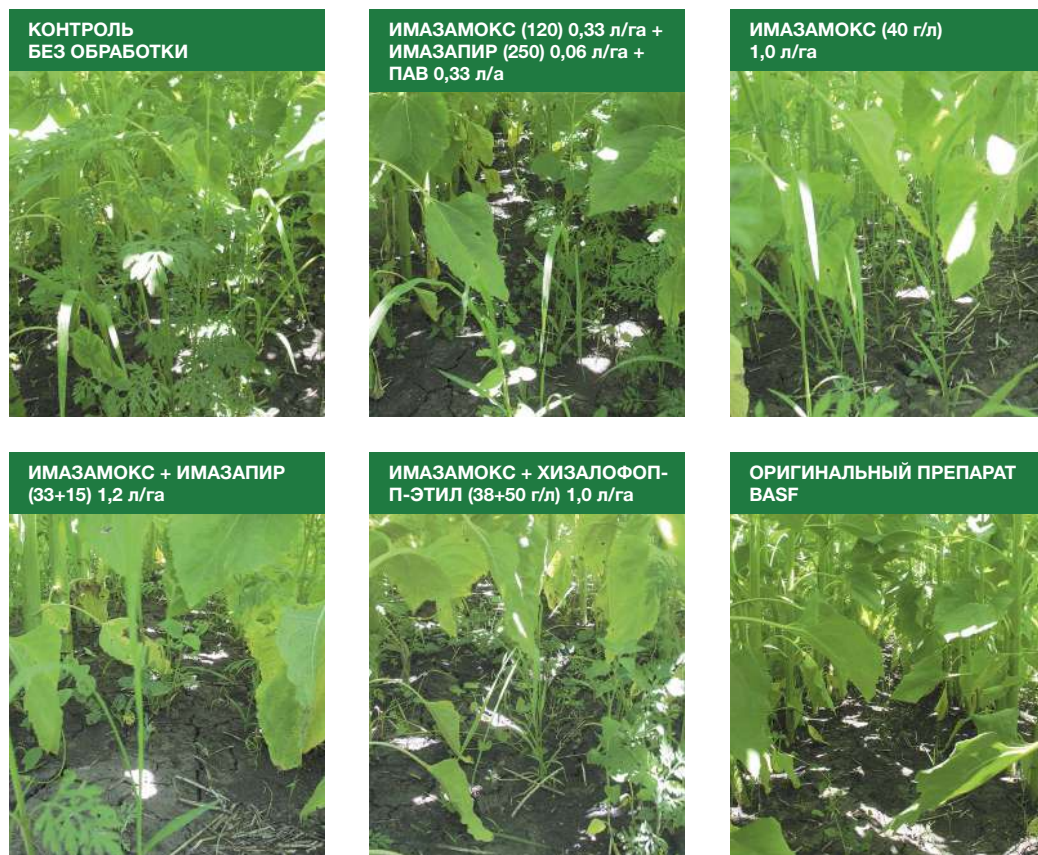 КОНТРОЛЬ
БЕЗ ОБРАБОТКИ
ИМАЗАМОКС (120) 0,33 л/га +
ИМАЗАПИР (250) 0,06 л/га +
ПАВ 0,33 л/а
ИМАЗАМОКС (40 г/л)
1,0 л/га
ИМАЗАМОКС + ИМАЗАПИР
(33+15) 1,2 л/га
ИМАЗАМОКС + ХИЗАЛОФОП-
П-ЭТИЛ (38+50 г/л) 1,0 л/га
ОРИГИНАЛЬНЫЙ ПРЕПАРАТ
BASF